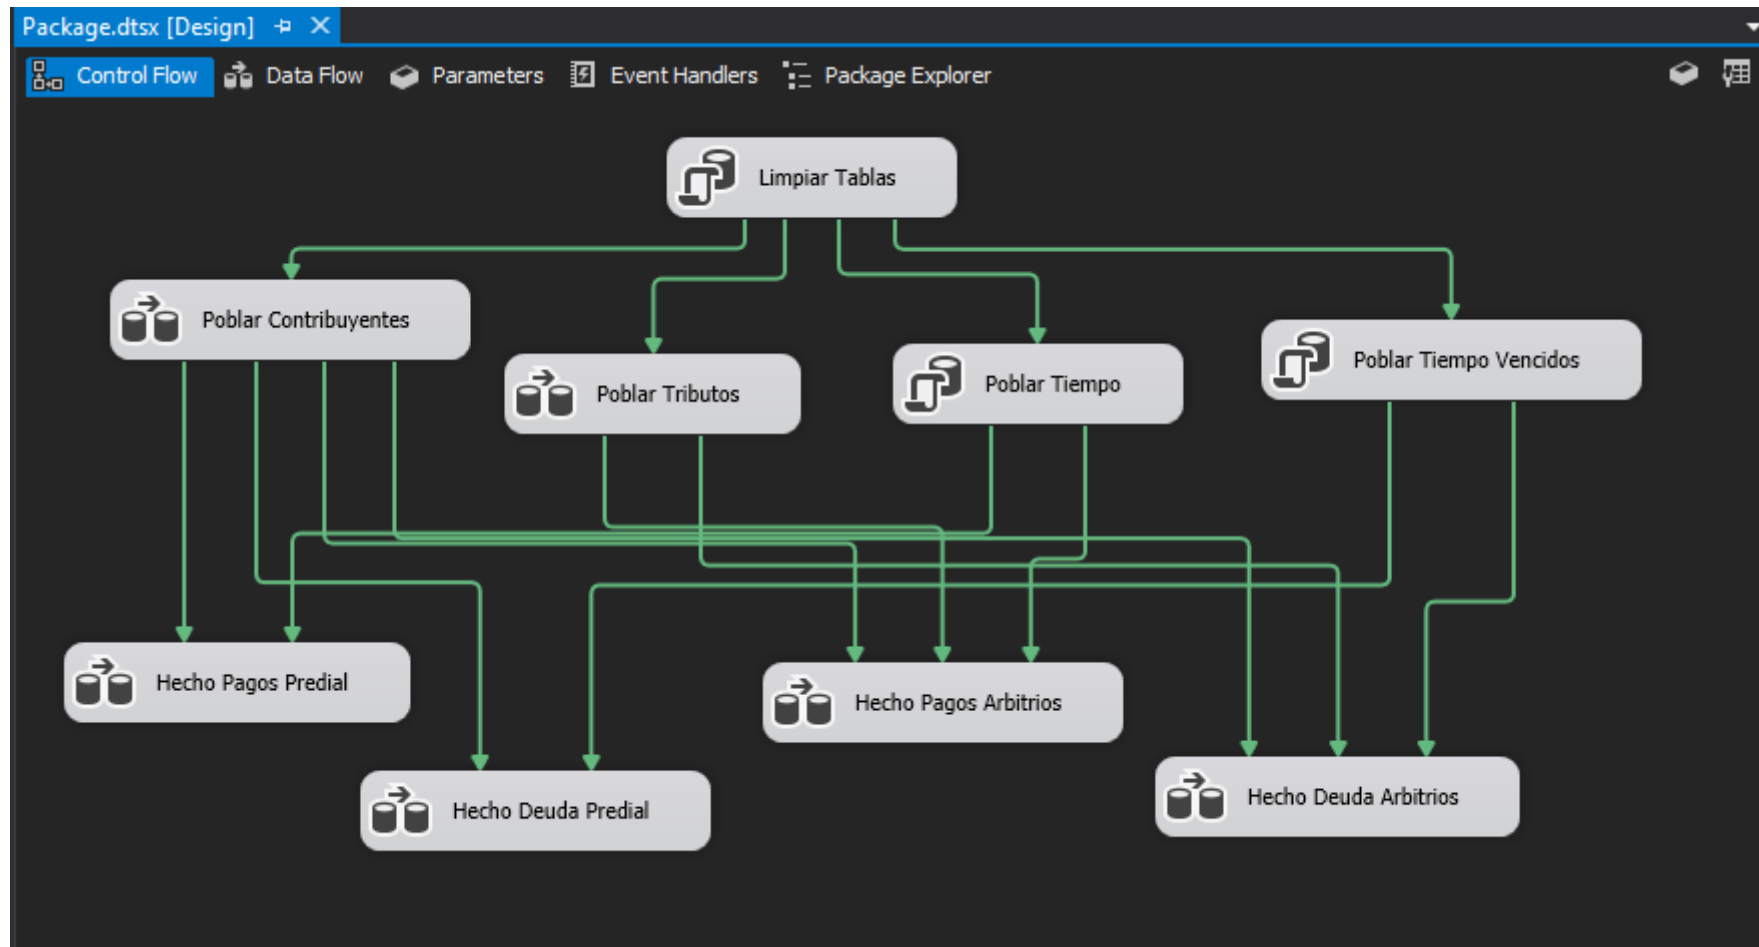 Package.dtsx [Design]
Control Flow
Data Flow
Parameters
Event Handlers
Package Explorer
Limpiar Tablas
Poblar Contribuyentes
Poblar Tributos
Poblar Tiempo
Poblar Tiempo Vencidos
Hecho Pagos Predial
Hecho Pagos Arbitrios
Hecho Deuda Predial
Hecho Deuda Arbitrios